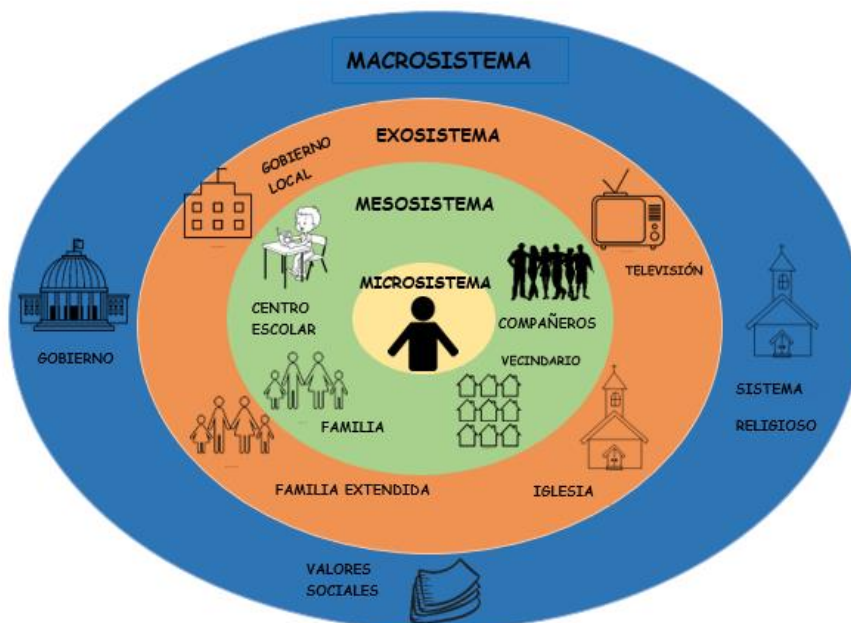 MACROSISTEMA
EXOSISTEMA
GOBIERNO
LOCAL
MESOSISTEMA
TELEVISIÓN
MICROSISTEMA
CENTRO
ESCOLAR
COMPAÑEROS
GOBIERNO
VECINDARIO
SISTEMA
RELIGIOSO
FAMILIA
FAMILIA EXTENDIDA
IGLESIA
VALORES
SOCIALES